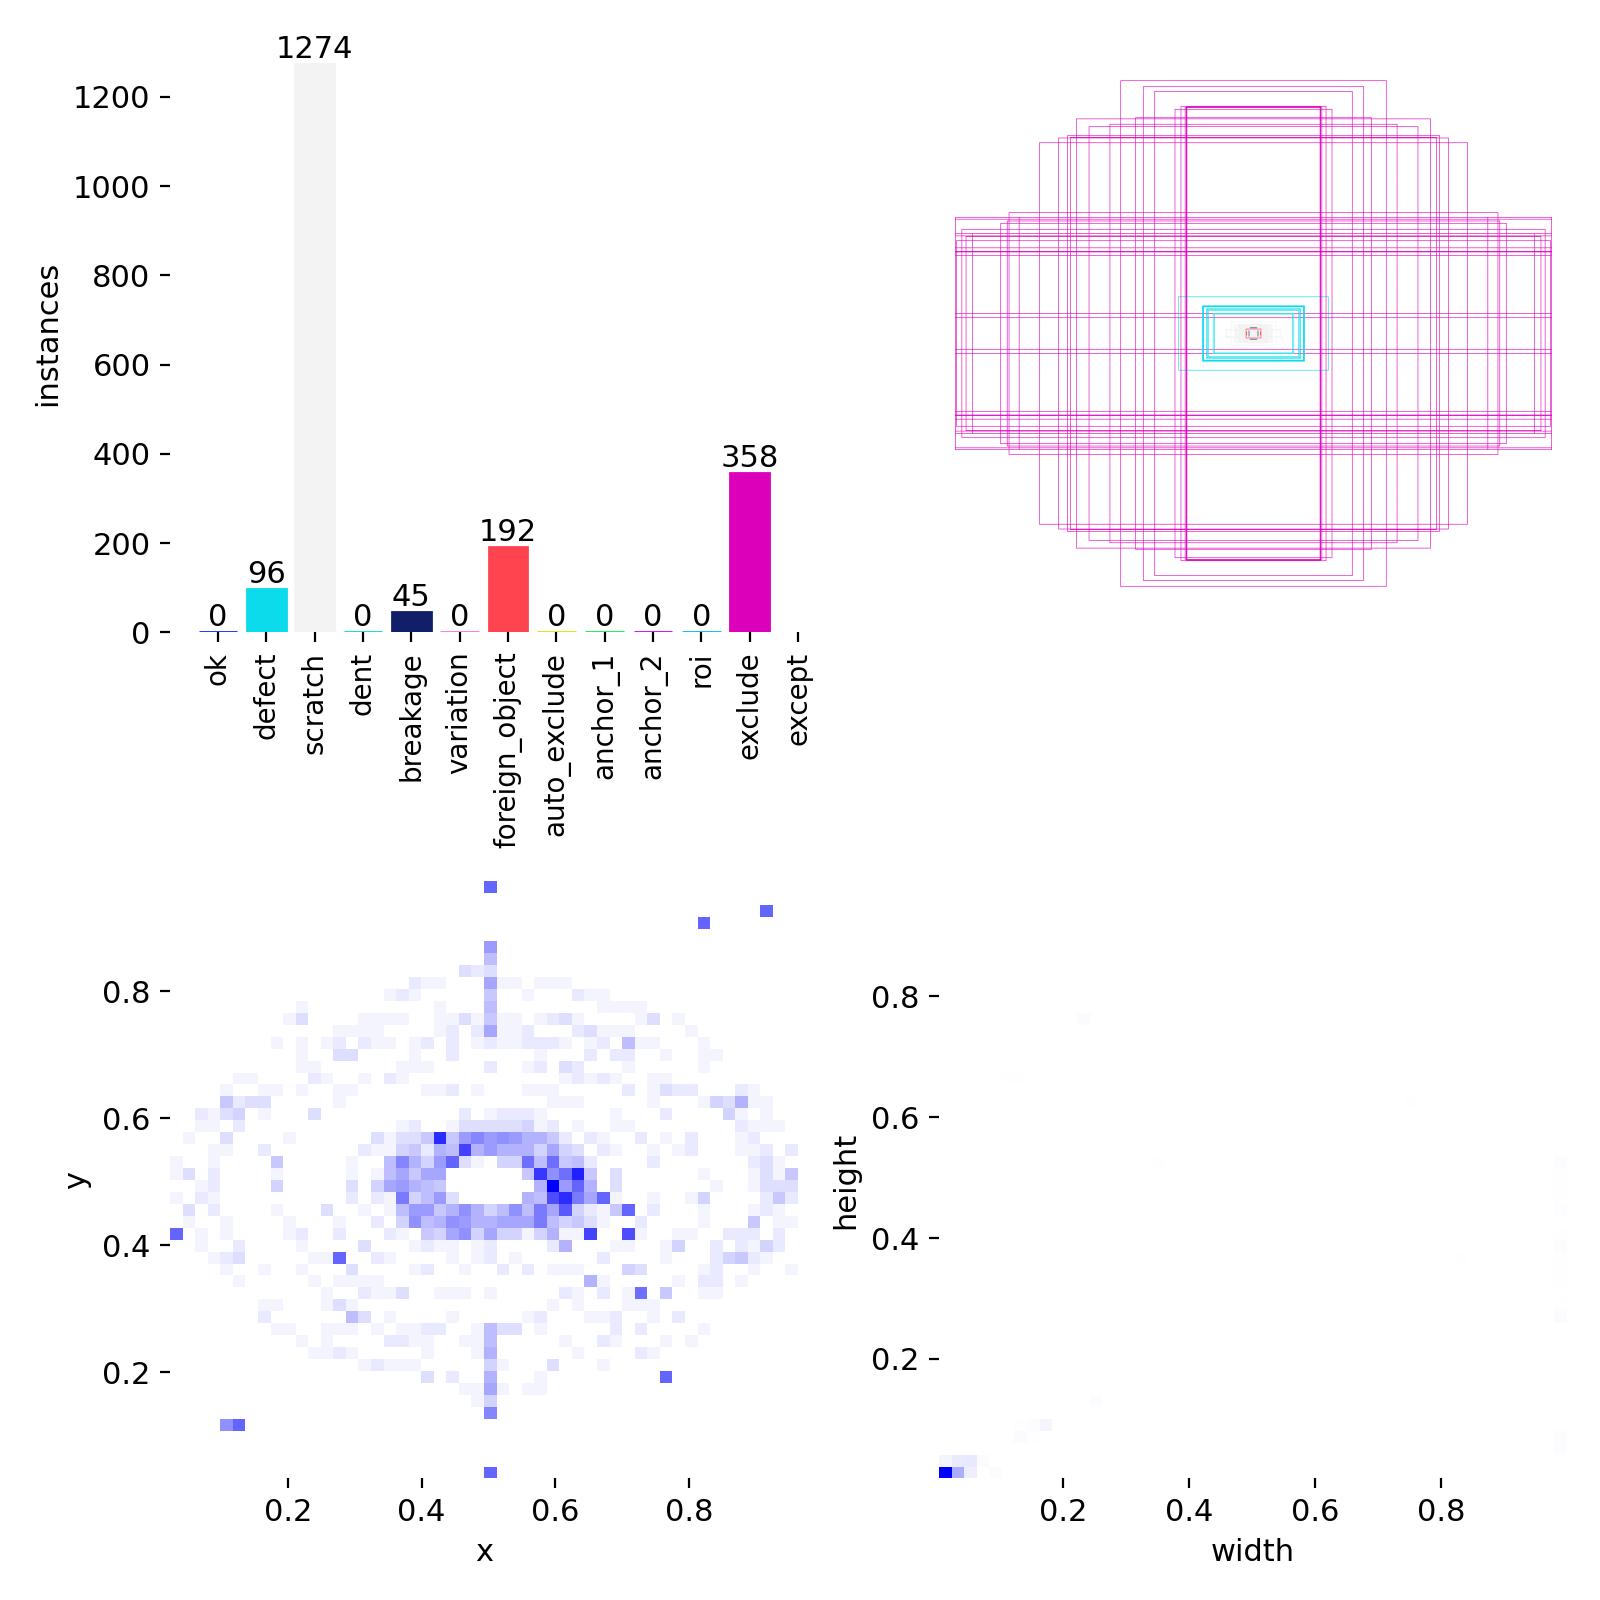 1274
358
192
96
45
0 0 0 0 0 0 0 0
1200
1000
800
600
400
200
0
instances
ok
defect
scratch
dent
breakage
variation
foreign_object
auto_exclude
anchor_1
anchor_2
roi
exclude
except
0.8
0.6
0.4
0.2
y
0.2 0.4 0.6 0.8
x
0.8
0.6
0.4
0.2
height
0.2 0.4 0.6 0.8
width